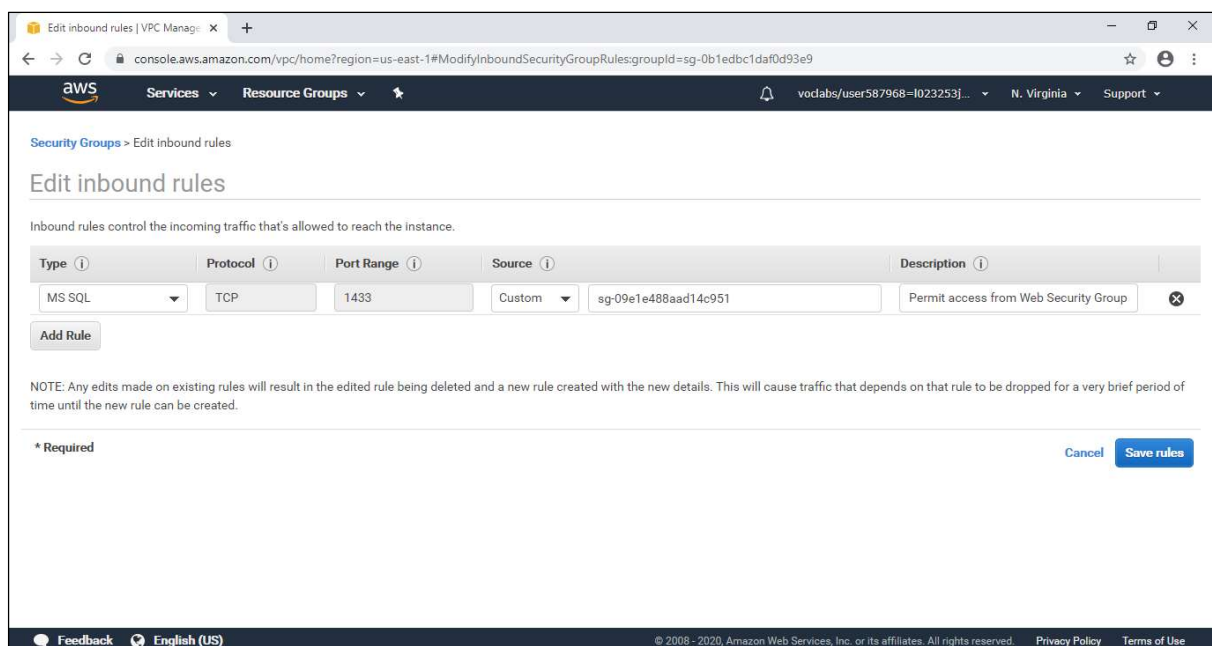 Edit inbound rules | VPC Manage
console.aws.amazon.com/vpc/home?region=us-east-1#ModifyInboundSecurityGroupRules:groupId=sg-0b1edbc1daf0d93e9
aws Services Resource Groups voclabs/user587968=l023253j... N. Virginia Support
Security Groups > Edit inbound rules
Edit inbound rules
Inbound rules control the incoming traffic that's allowed to reach the instance.
Type Protocol Port Range Source Description
MS SQL TCP 1433 Custom sg-09e1e488aad14c951 Permit access from Web Security Group
Add Rule
NOTE: Any edits made on existing rules will result in the edited rule being deleted and a new rule created with the new details. This will cause traffic that depends on that rule to be dropped for a very brief period of
time until the new rule can be created.
* Required Cancel Save rules
Feedback English (US) © 2008 - 2020, Amazon Web Services, Inc. or its affiliates. All rights reserved. Privacy Policy Terms of Use